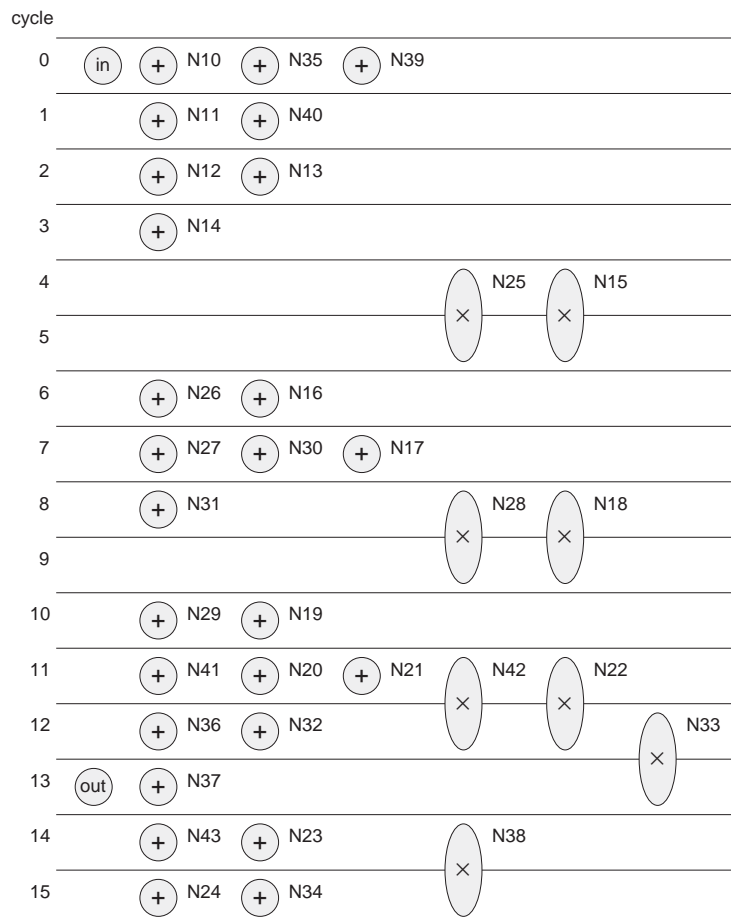 cycle
0 in + N10 + N35 + N39
1 + N11 + N40
2 + N12 + N13
3 + N14
4 N25 N15
× ×
5
6 + N26 + N16
7 + N27 + N30 + N17
8 + N31 N28 N18
× ×
9
10 + N29 + N19
11 + N41 + N20 + N21 N42 N22
× ×
12 + N36 + N32 N33
×
13 out + N37
14 + N43 + N23 N38
×
15 + N24 + N34